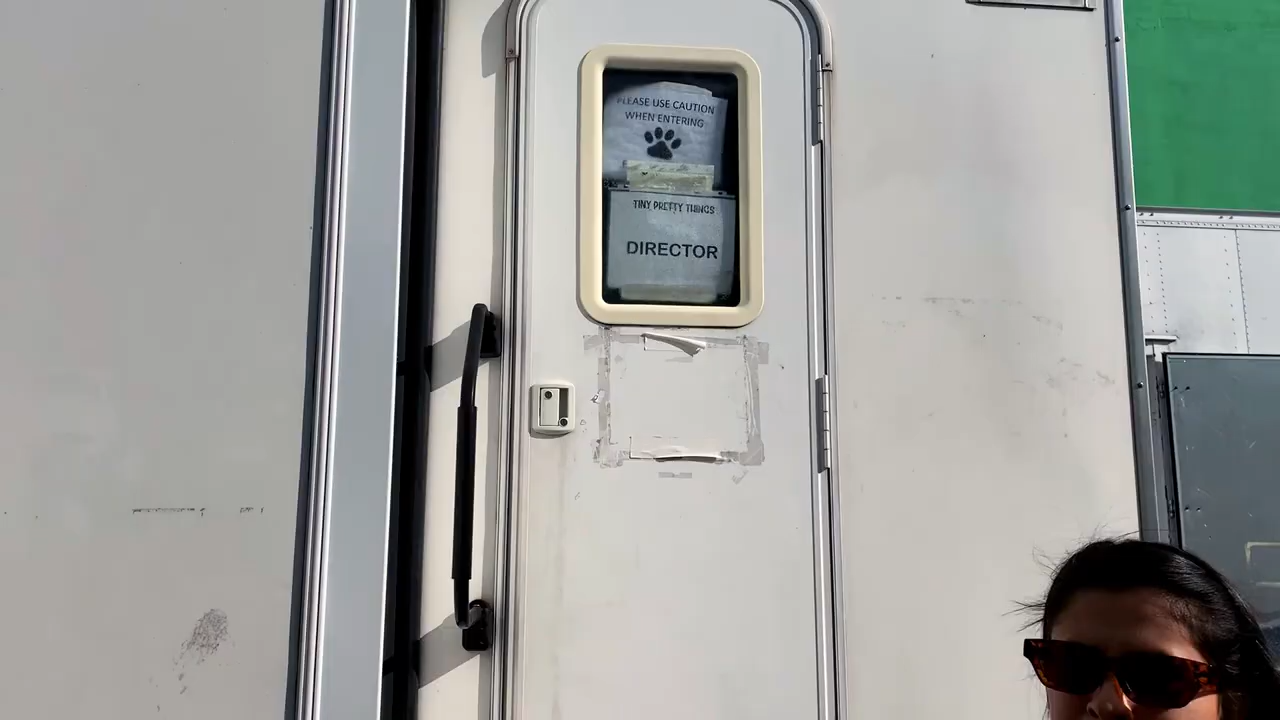 PLEASE USE CAUTION
WHEN ENTERING
TINY PRETTY THINGS
DIRECTOR